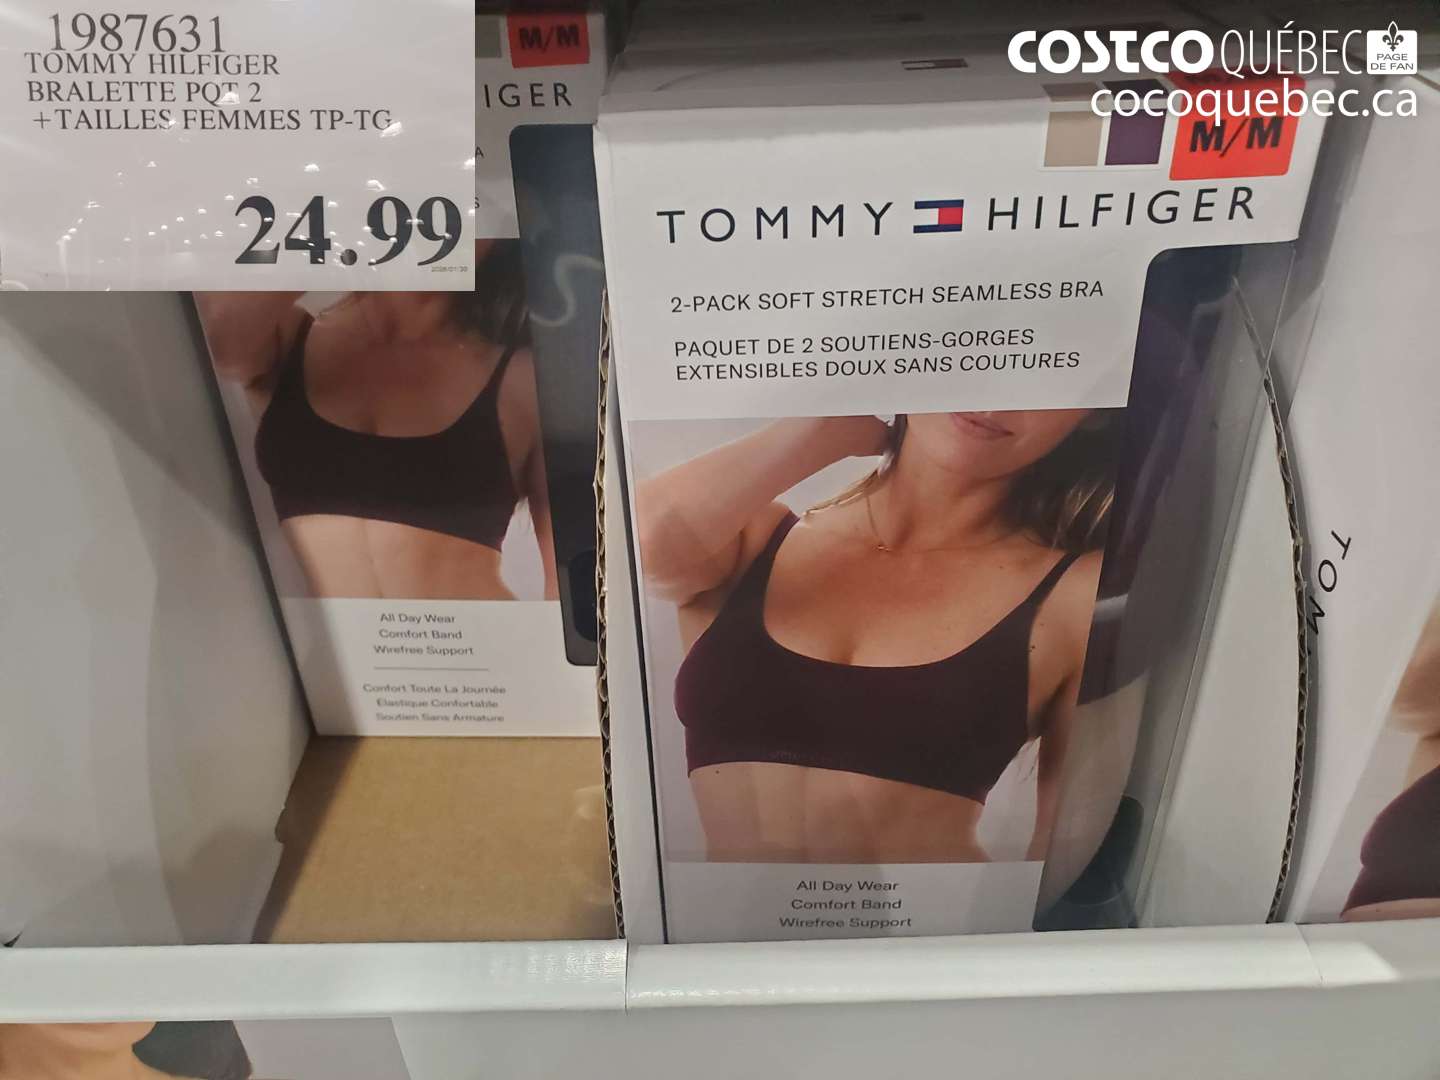 1987631
TOMMY HILFIGER
BRALETTE PQT 2
+TAILLES FEMMES TP-TG
24.99
2026/01/20
COSTCO QUÉBEC
PAGE
DE FAN
cocoquebec.ca
M/M
IGER
A
S
All Day Wear
Comfort Band
Wirefree Support
Confort Toute La Journée
Élastique Confortable
Soutien Sans Armature
M/M
TOMMY HILFIGER
2-PACK SOFT STRETCH SEAMLESS BRA
PAQUET DE 2 SOUTIENS-GORGES
EXTENSIBLES DOUX SANS COUTURES
All Day Wear
Comfort Band
Wirefree Support
TOM